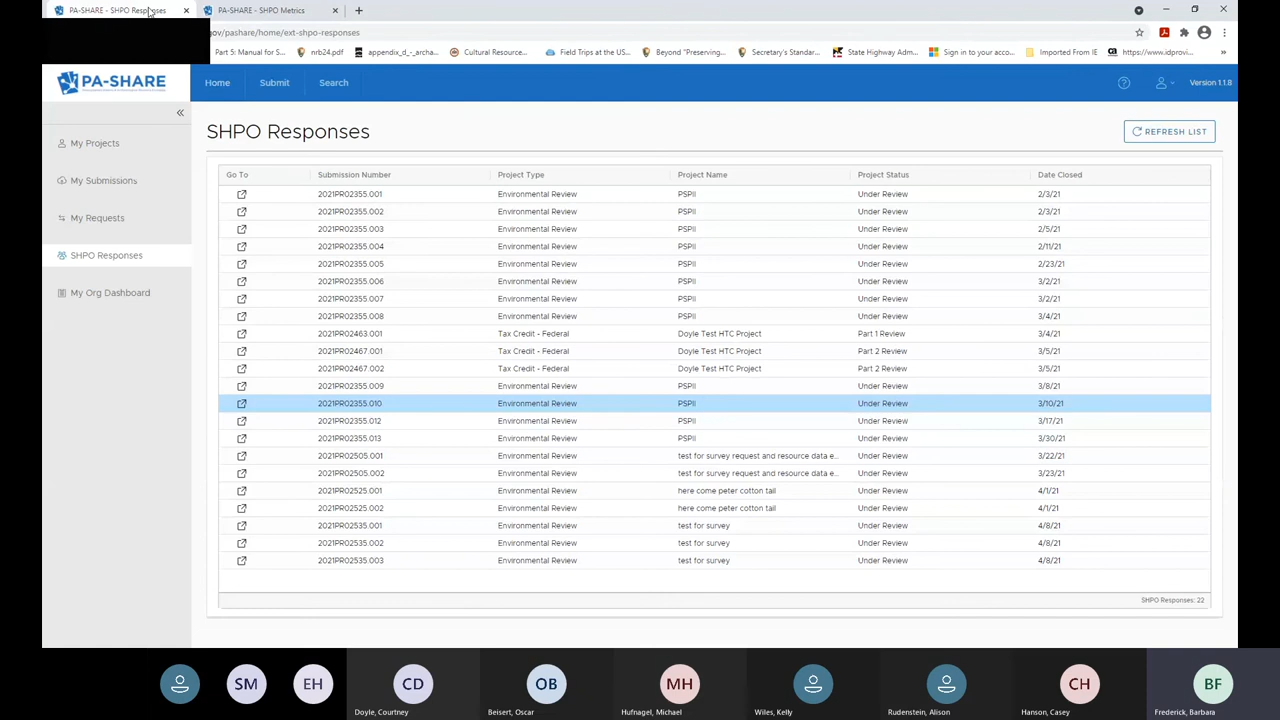 PA-SHARE - SHPO Responses
PA-SHARE - SHPO Metrics
gov/pashare/home/ext-shpo-responses
Part 5: Manual for S...
nrb24.pdf
appendix_d_-_archa...
Cultural Resource...
Field Trips at the US...
Beyond "Preserving...
Secretary's Standar...
State Highway Adm...
Sign in to your acco...
Imported From IE
https://www.idprovi...
PA-SHARE
Home
Submit
Search
Version 1.1.8
My Projects
My Submissions
My Requests
SHPO Responses
My Org Dashboard
SHPO Responses
REFRESH LIST
Go To Submission Number Project Type Project Name Project Status Date Closed
2021PR02355.001 Environmental Review PSPII Under Review 2/3/21
2021PR02355.002 Environmental Review PSPII Under Review 2/3/21
2021PR02355.003 Environmental Review PSPII Under Review 2/5/21
2021PR02355.004 Environmental Review PSPII Under Review 2/11/21
2021PR02355.005 Environmental Review PSPII Under Review 2/23/21
2021PR02355.006 Environmental Review PSPII Under Review 3/2/21
2021PR02355.007 Environmental Review PSPII Under Review 3/2/21
2021PR02355.008 Environmental Review PSPII Under Review 3/4/21
2021PR02463.001 Tax Credit - Federal Doyle Test HTC Project Part 1 Review 3/4/21
2021PR02467.001 Tax Credit - Federal Doyle Test HTC Project Part 2 Review 3/5/21
2021PR02467.002 Tax Credit - Federal Doyle Test HTC Project Part 2 Review 3/5/21
2021PR02355.009 Environmental Review PSPII Under Review 3/8/21
2021PR02355.010 Environmental Review PSPII Under Review 3/10/21
2021PR02355.012 Environmental Review PSPII Under Review 3/17/21
2021PR02355.013 Environmental Review PSPII Under Review 3/30/21
2021PR02505.001 Environmental Review test for survey request and resource data e... Under Review 3/22/21
2021PR02505.002 Environmental Review test for survey request and resource data e... Under Review 3/23/21
2021PR02525.001 Environmental Review here come peter cotton tail Under Review 4/1/21
2021PR02525.002 Environmental Review here come peter cotton tail Under Review 4/1/21
2021PR02535.001 Environmental Review test for survey Under Review 4/8/21
2021PR02535.002 Environmental Review test for survey Under Review 4/8/21
2021PR02535.003 Environmental Review test for survey Under Review 4/8/21
SHPO Responses: 22
SM
EH
CD
OB
MH
CH
BF
Doyle, Courtney
Beisert, Oscar
Hufnagel, Michael
Wiles, Kelly
Rudenstein, Alison
Hanson, Casey
Frederick, Barbara